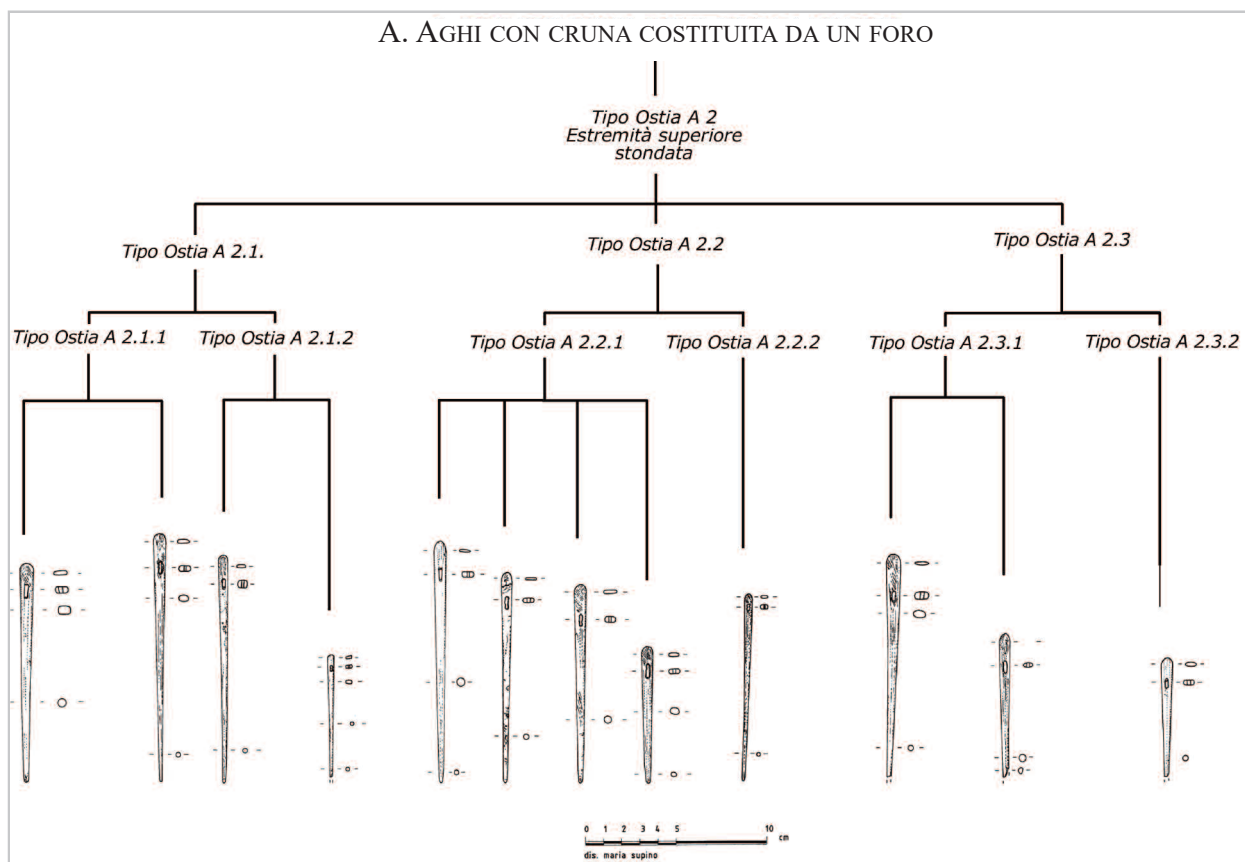 A. AGHI CON CRUNA COSTITUITA DA UN FORO
Tipo Ostia A 2
Estremità superiore
stondata
Tipo Ostia A 2.1.
Tipo Ostia A 2.2
Tipo Ostia A 2.3
Tipo Ostia A 2.1.1
Tipo Ostia A 2.1.2
Tipo Ostia A 2.2.1
Tipo Ostia A 2.2.2
Tipo Ostia A 2.3.1
Tipo Ostia A 2.3.2
0 1 2 3 4 5 10 cm
dis. maria supino